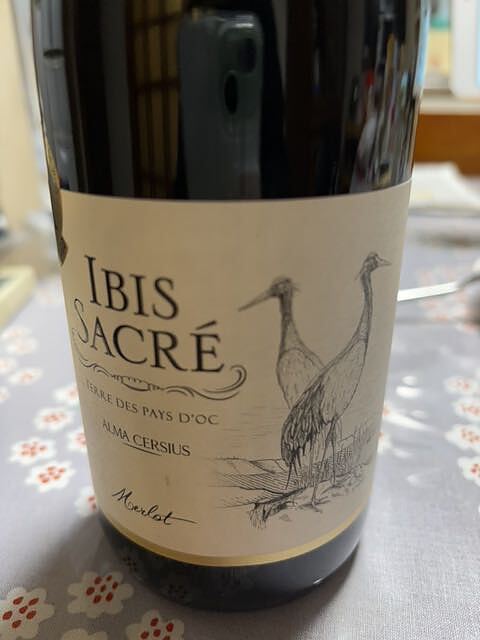 IBIS
SACRÉ
TERRE DES PAYS D'OC
ALMA CERSIUS
Merlot